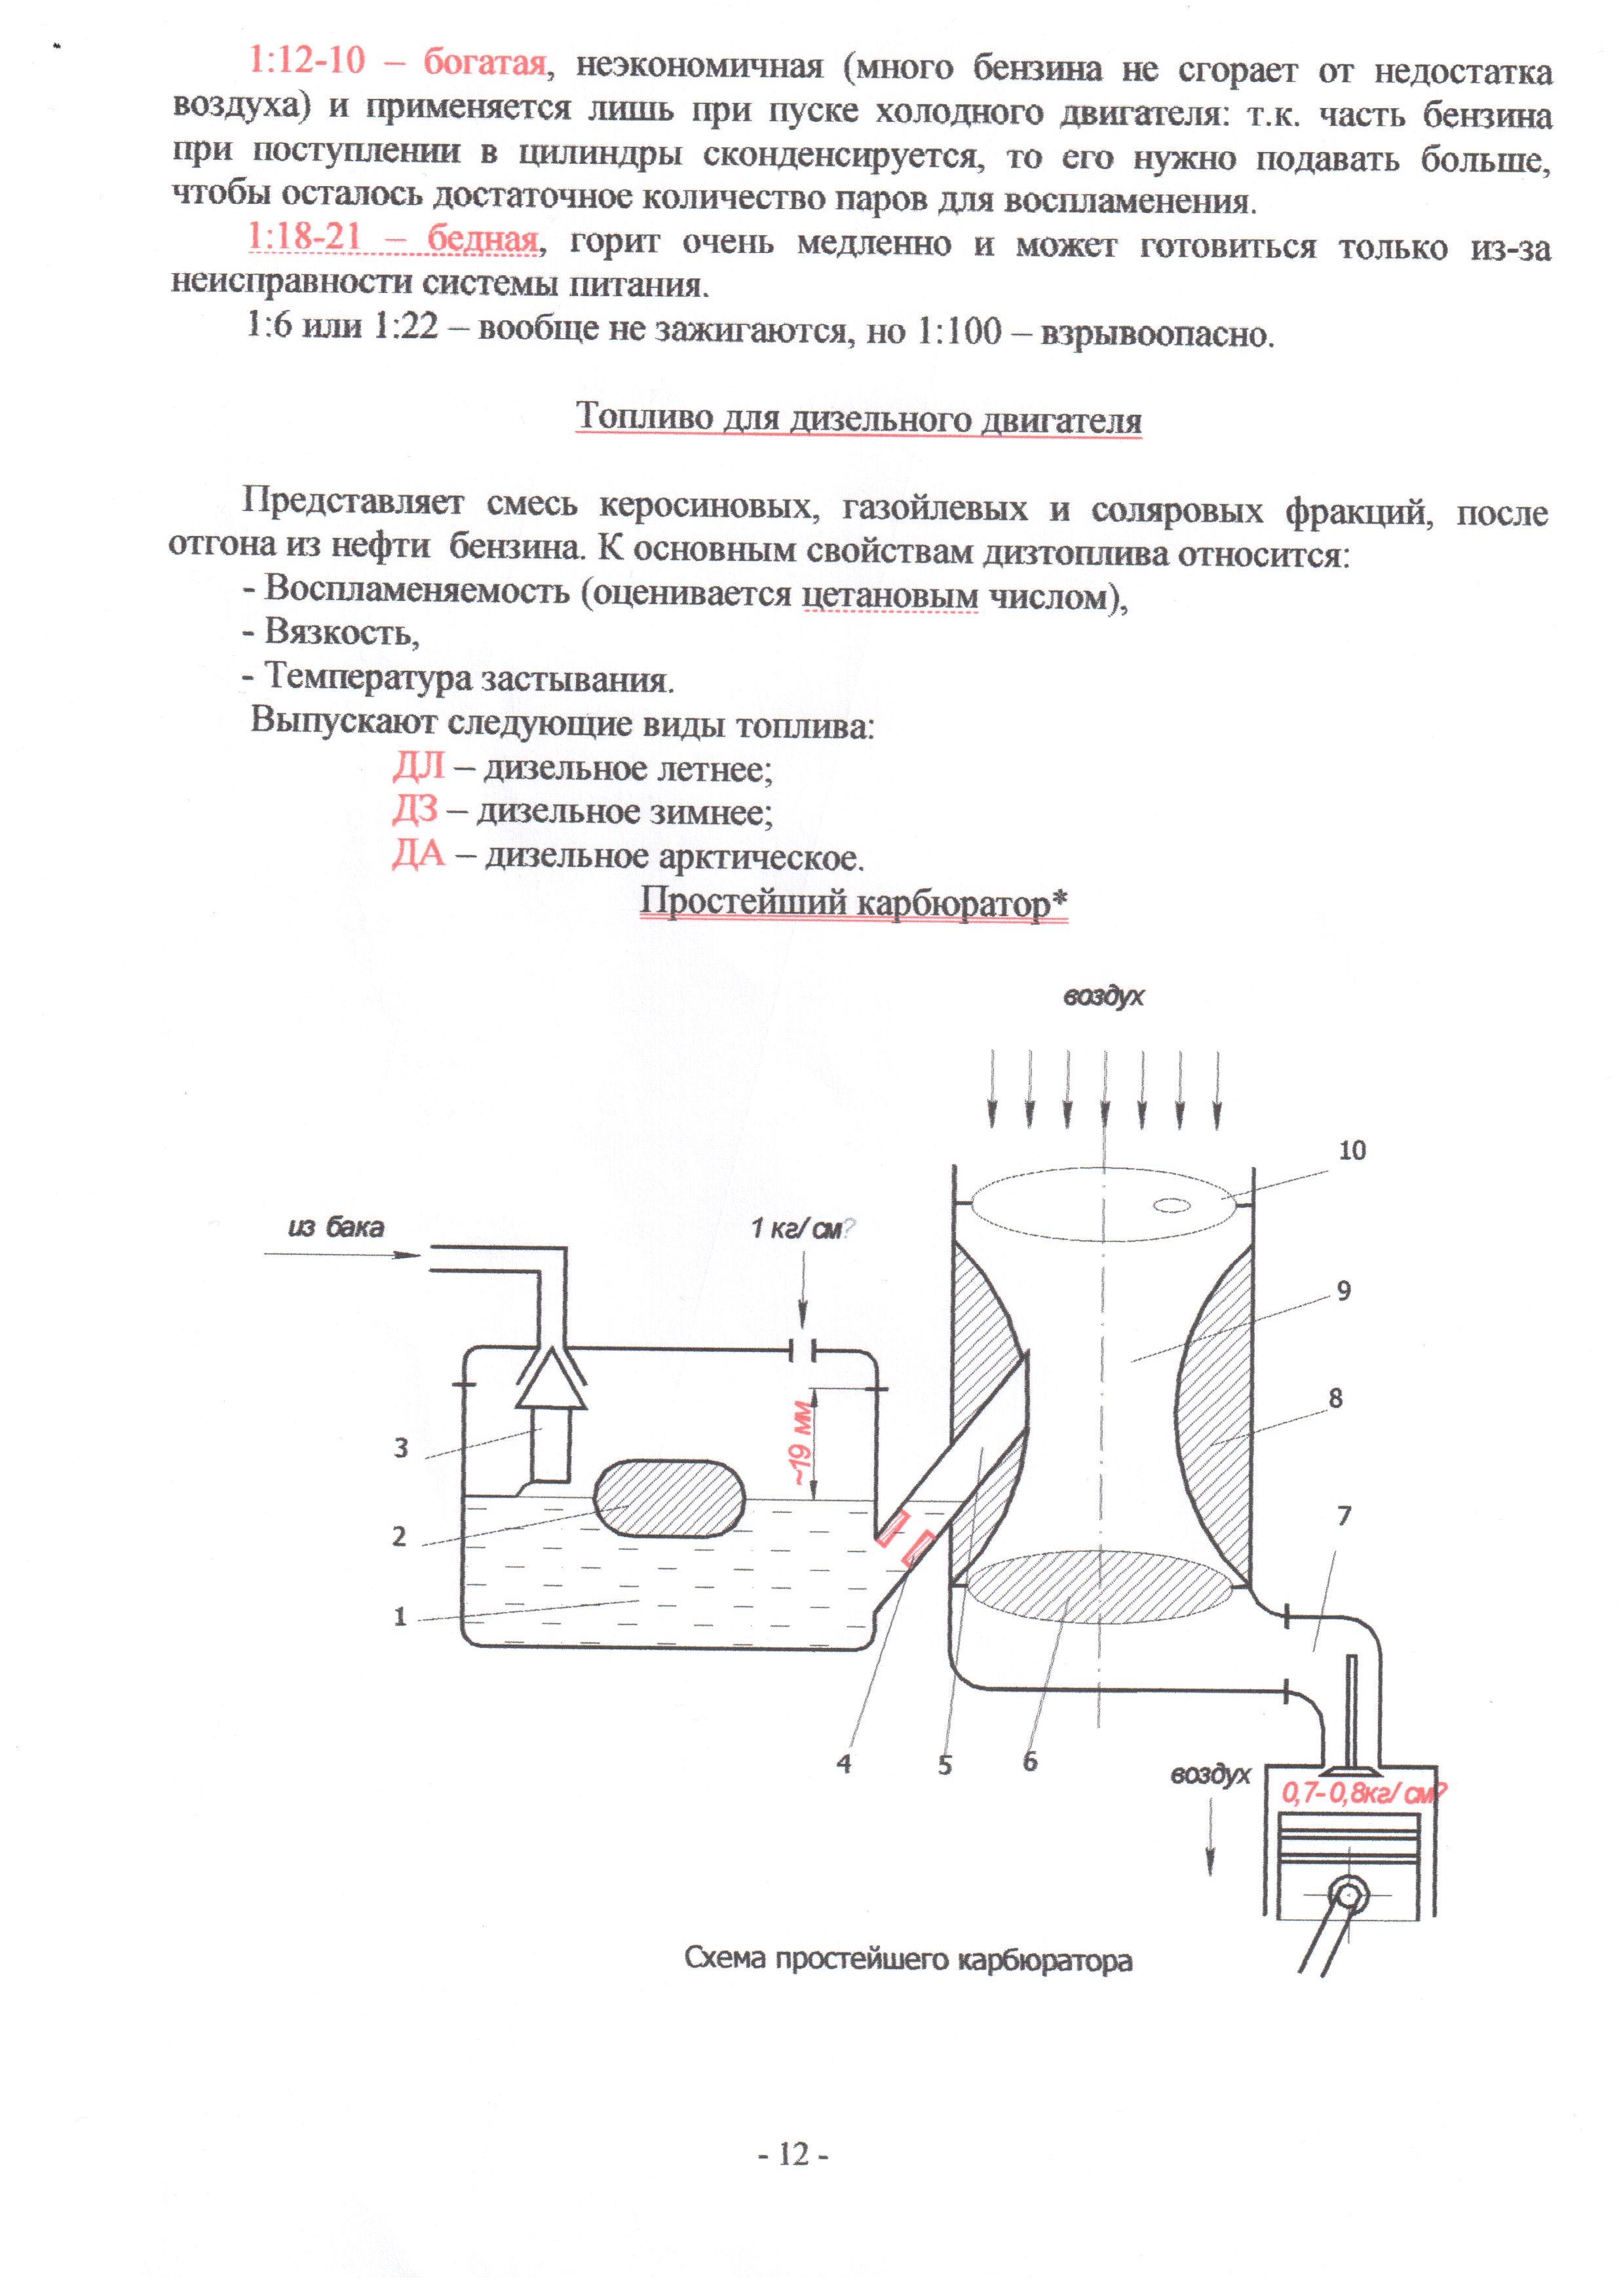 1:12-10 – богатая, неэкономичная (много бензина не сгорает от недостатка
воздуха) и применяется лишь при пуске холодного двигателя: т.к. часть бензина
при поступлении в цилиндры сконденсируется, то его нужно подавать больше,
чтобы осталось достаточное количество паров для воспламенения.
1:18-21 – бедная, горит очень медленно и может готовиться только из-за
неисправности системы питания.
1:6 или 1:22 – вообще не зажигаются, но 1:100 – взрывоопасно.
Топливо для дизельного двигателя
Представляет смесь керосиновых, газойлевых и соляровых фракций, после
отгона из нефти бензина. К основным свойствам дизтоплива относится:
- Воспламеняемость (оценивается цетановым числом),
- Вязкость,
- Температура застывания.
Выпускают следующие виды топлива:
ДЛ – дизельное летнее;
ДЗ – дизельное зимнее;
ДА – дизельное арктическое.
Простейший карбюратор*
воздух
10
из бака
1 кг/см?
9
8
~19 мм
3
2
7
1
4
5
6
воздух
0,7-0,8кг/см?
Схема простейшего карбюратора
- 12 -